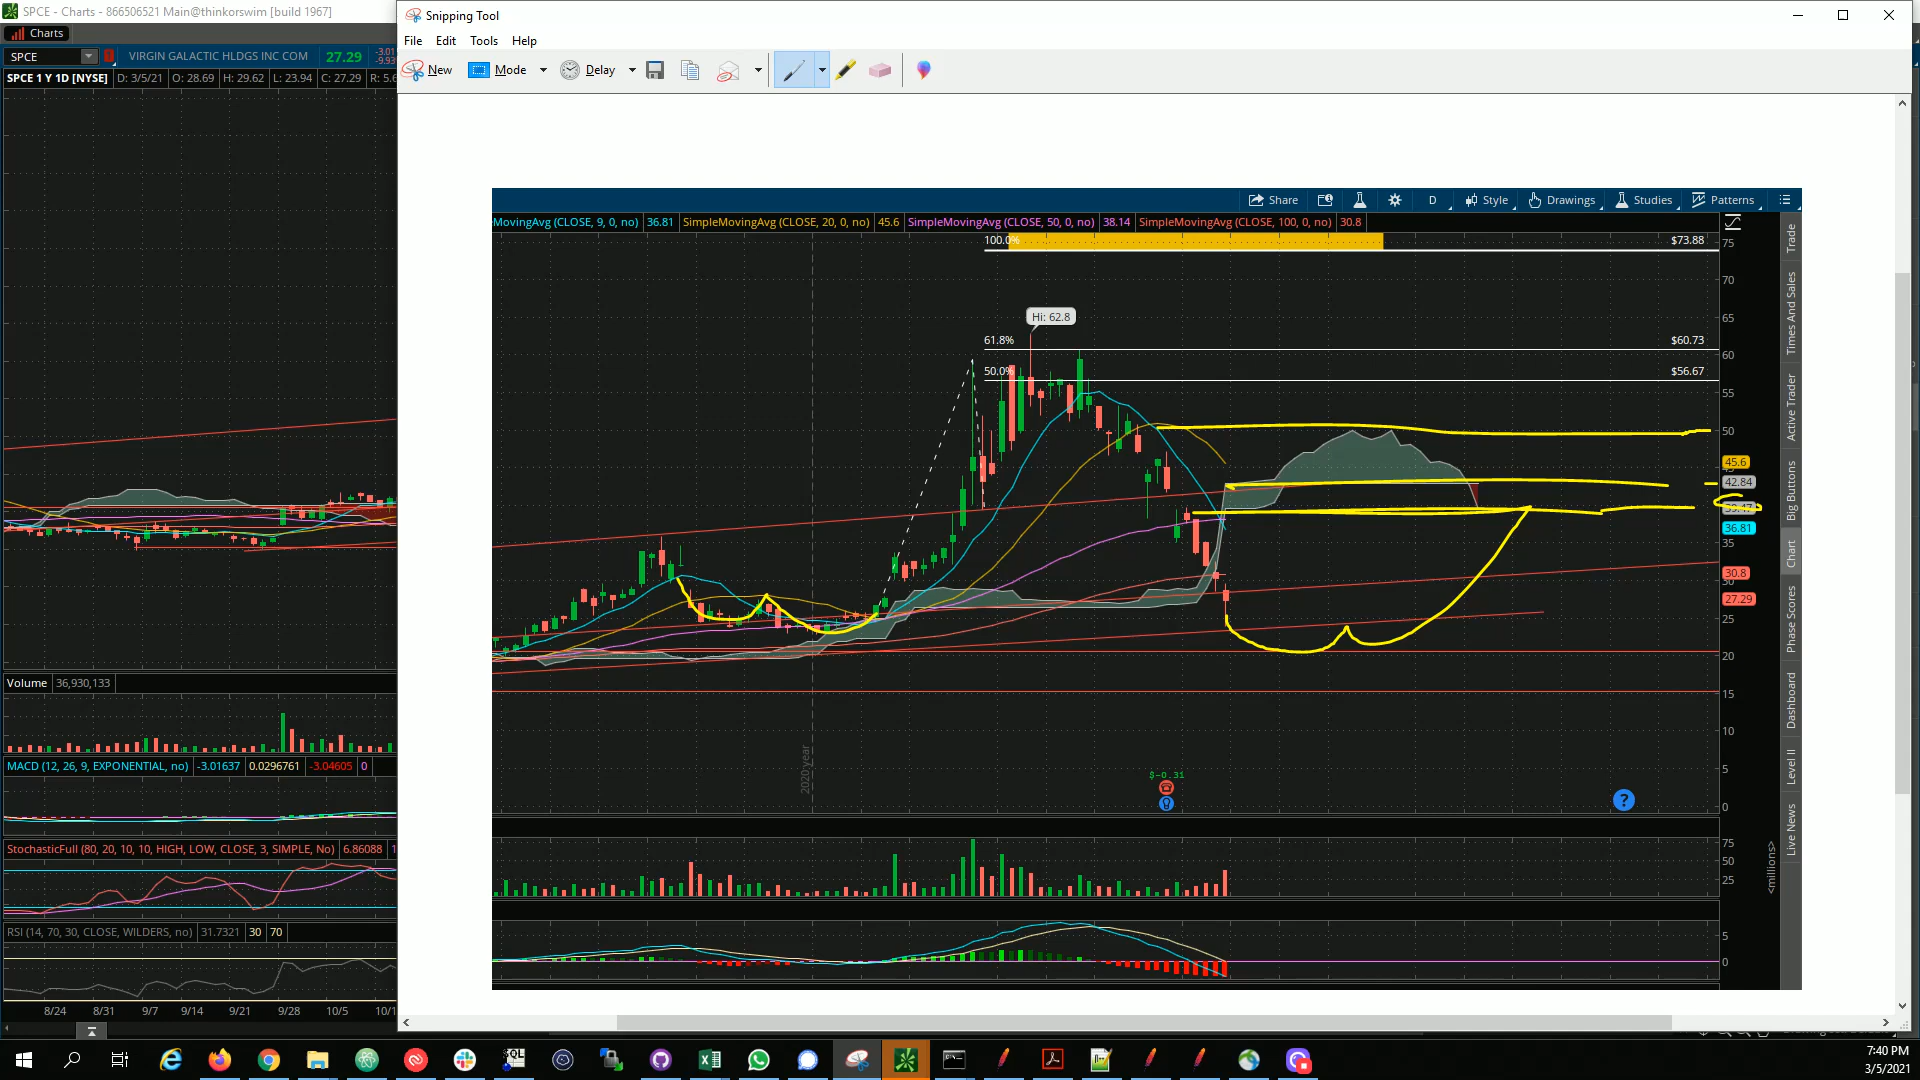 SPCE - Charts - 866506521 Main@thinkorswim [build 1967]
Snipping Tool
Charts
File Edit Tools Help
SPCE VIRGIN GALACTIC HLDGS INC COM 27.29
New Mode Delay
SPCE 1 Y 1D [NYSE] D: 3/5/21 O: 28.69 H: 29.62 L: 23.94 C: 27.29
Share D Style Drawings Studies Patterns
MovingAvg (CLOSE, 9, 0, no) 36.81 SimpleMovingAvg (CLOSE, 20, 0, no) 45.6 SimpleMovingAvg (CLOSE, 50, 0, no) 38.14 SimpleMovingAvg (CLOSE, 100, 0, no) 30.8
100.0% $73.88
75
70
Hi: 62.8
65
61.8% $60.73
60
50.0% $56.67
55
50
45.6
42.84
36.81
35
30.8
30
27.29
25
20
15
10
5
0
2020 year
$-0.31
?
Trade
Times And Sales
Active Trader
Big Buttons
Chart
Phase Scores
Dashboard
Level II
Live News
75
50
25
<millions>
5
0
Volume 36,930,133
MACD (12, 26, 9, EXPONENTIAL, no) -3.01637 0.0296761 -3.04605 0
StochasticFull (80, 20, 10, 10, HIGH, LOW, CLOSE, 3, SIMPLE, No) 6.86088
RSI (14, 70, 30, CLOSE, WILDERS, no) 31.7321 30 70
8/24 8/31 9/7 9/14 9/21 9/28 10/5
7:40 PM
3/5/2021